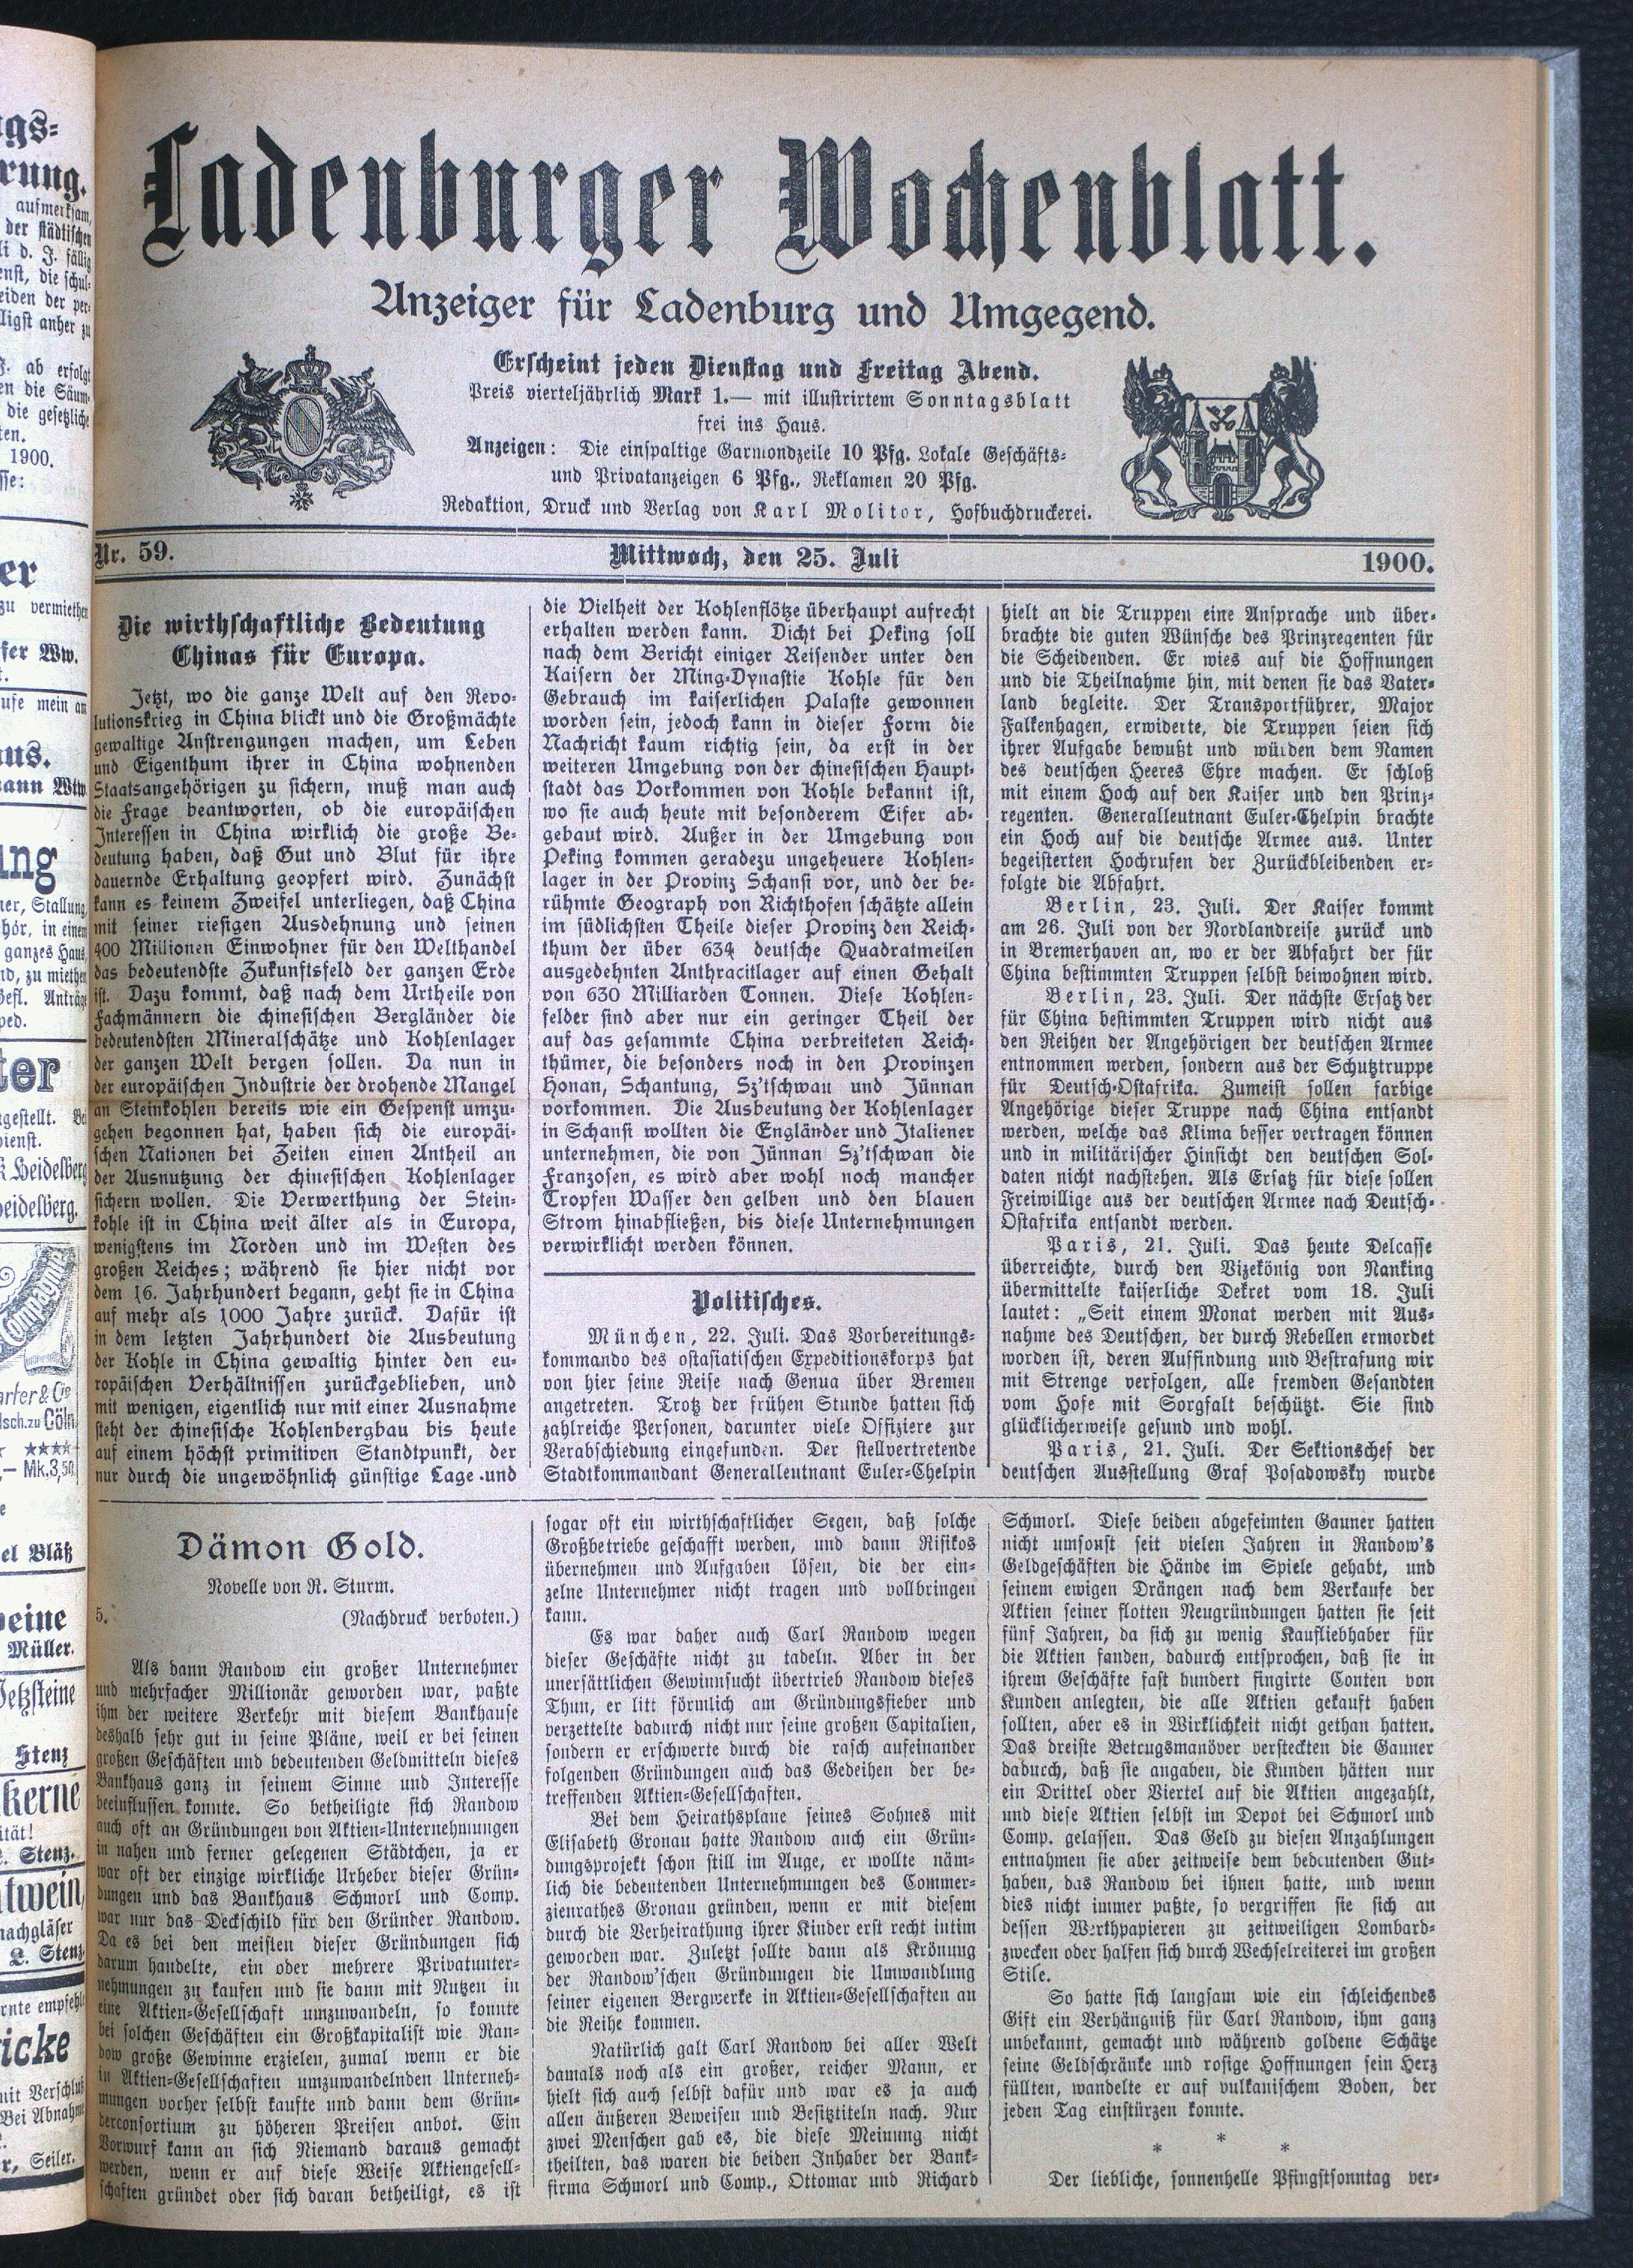 Ladenburger Wochenblatt.
Anzeiger für Ladenburg und Umgegend.
Erscheint jeden Dienstag und Freitag Abend.
Preis vierteljährlich Mark 1.— mit illustrirtem Sonntagsblatt
frei ins Haus.
Anzeigen: Die einspaltige Garmondzeile 10 Pfg. Lokale Geschäfts-
und Privatanzeigen 6 Pfg., Reklamen 20 Pfg.
Redaktion, Druck und Verlag von Karl Molitor, Hofbuchdruckerei.
Nr. 59.
Mittwoch, den 25. Juli
1900.
Die wirthschaftliche Bedeutung
Chinas für Europa.
Jetzt, wo die ganze Welt auf den Revo-
lutionskrieg in China blickt und die Großmächte
gewaltige Anstrengungen machen, um Leben
und Eigenthum ihrer in China wohnenden
Staatsangehörigen zu sichern, muß man auch
die Frage beantworten, ob die europäischen
Interessen in China wirklich die große Be-
deutung haben, daß Gut und Blut für ihre
dauernde Erhaltung geopfert wird. Zunächst
kann es keinem Zweifel unterliegen, daß China
mit seiner riesigen Ausdehnung und seinen
400 Millionen Einwohner für den Welthandel
das bedeutendste Zukunftsfeld der ganzen Erde
ist. Dazu kommt, daß nach dem Urtheile von
Fachmännern die chinesischen Bergländer die
bedeutendsten Mineralschätze und Kohlenlager
der ganzen Welt bergen sollen. Da nun in
der europäischen Industrie der drohende Mangel
an Steinkohlen bereits wie ein Gespenst umzu-
gehen begonnen hat, haben sich die europäi-
schen Nationen bei Zeiten einen Antheil an
der Ausnutzung der chinesischen Kohlenlager
sichern wollen. Die Verwerthung der Stein-
kohle ist in China weit älter als in Europa,
wenigstens im Norden und im Westen des
großen Reiches; während sie hier nicht vor
dem 16. Jahrhundert begann, geht sie in China
auf mehr als 1000 Jahre zurück. Dafür ist
in dem letzten Jahrhundert die Ausbeutung
der Kohle in China gewaltig hinter den eu-
ropäischen Verhältnissen zurückgeblieben, und
mit wenigen, eigentlich nur mit einer Ausnahme
steht der chinesische Kohlenbergbau bis heute
auf einem höchst primitiven Standtpunkt, der
nur durch die ungewöhnlich günstige Lage und
die Vielheit der Kohlenflötze überhaupt aufrecht
erhalten werden kann. Dicht bei Peking soll
nach dem Bericht einiger Reisender unter den
Kaisern der Ming-Dynastie Kohle für den
Gebrauch im kaiserlichen Palaste gewonnen
worden sein, jedoch kann in dieser Form die
Nachricht kaum richtig sein, da erst in der
weiteren Umgebung von der chinesischen Haupt-
stadt das Vorkommen von Kohle bekannt ist,
wo sie auch heute mit besonderem Eifer ab-
gebaut wird. Außer in der Umgebung von
Peking kommen geradezu ungeheuere Kohlen-
lager in der Provinz Schansi vor, und der be-
rühmte Geograph von Richthofen schätzte allein
im südlichsten Theile dieser Provinz den Reich-
thum der über 634 deutsche Quadratmeilen
ausgedehnten Anthracitlager auf einen Gehalt
von 630 Milliarden Tonnen. Diese Kohlen-
felder sind aber nur ein geringer Theil der
auf das gesammte China verbreiteten Reich-
thümer, die besonders noch in den Provinzen
Honan, Schantung, Sz'tschwan und Jünnan
vorkommen. Die Ausbeutung der Kohlenlager
in Schansi wollten die Engländer und Italiener
unternehmen, die von Jünnan Sz'tschwan die
Franzosen, es wird aber wohl noch mancher
Tropfen Wasser den gelben und den blauen
Strom hinabfließen, bis diese Unternehmungen
verwirklicht werden können.
Politisches.
München, 22. Juli. Das Vorbereitungs-
kommando des ostasiatischen Expeditionskorps hat
von hier seine Reise nach Genua über Bremen
angetreten. Trotz der frühen Stunde hatten sich
zahlreiche Personen, darunter viele Offiziere zur
Verabschiedung eingefunden. Der stellvertretende
Stadtkommandant Generalleutnant Euler-Chelpin
hielt an die Truppen eine Ansprache und über-
brachte die guten Wünsche des Prinzregenten für
die Scheidenden. Er wies auf die Hoffnungen
und die Theilnahme hin, mit denen sie das Vater-
land begleite. Der Transportführer, Major
Falkenhagen, erwiderte, die Truppen seien sich
ihrer Aufgabe bewußt und würden dem Namen
des deutschen Heeres Ehre machen. Er schloß
mit einem Hoch auf den Kaiser und den Prinz-
regenten. Generalleutnant Euler-Chelpin brachte
ein Hoch auf die deutsche Armee aus. Unter
begeisterten Hochrufen der Zurückbleibenden er-
folgte die Abfahrt.
Berlin, 23. Juli. Der Kaiser kommt
am 26. Juli von der Nordlandreise zurück und
in Bremerhaven an, wo er der Abfahrt der für
China bestimmten Truppen selbst beiwohnen wird.
Berlin, 23. Juli. Der nächste Ersatz der
für China bestimmten Truppen wird nicht aus
den Reihen der Angehörigen der deutschen Armee
entnommen werden, sondern aus der Schutztruppe
für Deutsch-Ostafrika. Zumeist sollen farbige
Angehörige dieser Truppe nach China entsandt
werden, welche das Klima besser vertragen können
und in militärischer Hinsicht den deutschen Sol-
daten nicht nachstehen. Als Ersatz für diese sollen
Freiwillige aus der deutschen Armee nach Deutsch-
Ostafrika entsandt werden.
Paris, 21. Juli. Das heute Delcasse
überreichte, durch den Vizekönig von Nanking
übermittelte kaiserliche Dekret vom 18. Juli
lautet: „Seit einem Monat werden mit Aus-
nahme des Deutschen, der durch Rebellen ermordet
worden ist, deren Auffindung und Bestrafung wir
mit Strenge verfolgen, alle fremden Gesandten
vom Hofe mit Sorgfalt beschützt. Sie sind
glücklicherweise gesund und wohl.
Paris, 21. Juli. Der Sektionschef der
deutschen Ausstellung Graf Posadowsky wurde
Dämon Gold.
Novelle von R. Sturm.
5.
(Nachdruck verboten.)
Als dann Randow ein großer Unternehmer
und mehrfacher Millionär geworden war, paßte
ihm der weitere Verkehr mit diesem Bankhause
deshalb sehr gut in seine Pläne, weil er bei seinen
großen Geschäften und bedeutenden Geldmitteln dieses
Bankhaus ganz in seinem Sinne und Interesse
beeinflussen konnte. So betheiligte sich Randow
auch oft an Gründungen von Aktien-Unternehmungen
in nahen und ferner gelegenen Städtchen, ja er
war oft der einzige wirkliche Urheber dieser Grün-
dungen und das Bankhaus Schmorl und Comp.
war nur das Deckschild für den Gründer Randow.
Da es bei den meisten dieser Gründungen sich
darum handelte, ein oder mehrere Privatunter-
nehmungen zu kaufen und sie dann mit Nutzen in
eine Aktien-Gesellschaft umzuwandeln, so konnte
bei solchen Geschäften ein Großkapitalist wie Ran-
dow große Gewinne erzielen, zumal wenn er die
in Aktien-Gesellschaften umzuwandelnden Unterneh-
mungen vocher selbst kaufte und dann dem Grün-
derconsortium zu höheren Preisen anbot. Ein
Vorwurf kann an sich Niemand daraus gemacht
werden, wenn er auf diese Weise Aktiengesell-
schaften gründet oder sich daran betheiligt, es ist
sogar oft ein wirthschaftlicher Segen, daß solche
Großbetriebe geschafft werden, und dann Risikos
übernehmen und Aufgaben lösen, die der ein-
zelne Unternehmer nicht tragen und vollbringen
kann.
Es war daher auch Carl Randow wegen
dieser Geschäfte nicht zu tadeln. Aber in der
unersättlichen Gewinnsucht übertrieb Randow dieses
Thun, er litt förmlich am Gründungsfieber und
verzettelte dadurch nicht nur seine großen Capitalien,
sondern er erschwerte durch die rasch aufeinander
folgenden Gründungen auch das Gedeihen der be-
treffenden Aktien-Gesellschaften.
Bei dem Heirathsplane seines Sohnes mit
Elisabeth Gronau hatte Randow auch ein Grün-
dungsprojekt schon still im Auge, er wollte näm-
lich die bedeutenden Unternehmungen des Commer-
zienrathes Gronau gründen, wenn er mit diesem
durch die Verheirathung ihrer Kinder erst recht intim
geworden war. Zuletzt sollte dann als Krönung
der Randow'schen Gründungen die Umwandlung
seiner eigenen Bergwerke in Aktien-Gesellschaften an
die Reihe kommen.
Natürlich galt Carl Randow bei aller Welt
damals noch als ein großer, reicher Mann, er
hielt sich auch selbst dafür und war es ja auch
allen äußeren Beweisen und Besitztiteln nach. Nur
zwei Menschen gab es, die diese Meinung nicht
theilten, das waren die beiden Inhaber der Bank-
firma Schmorl und Comp., Ottomar und Richard
Schmorl. Diese beiden abgefeimten Gauner hatten
nicht umsonst seit vielen Jahren in Randow's
Geldgeschäften die Hände im Spiele gehabt, und
seinem ewigen Drängen nach dem Verkaufe der
Aktien seiner flotten Neugründungen hatten sie seit
fünf Jahren, da sich zu wenig Kaufliebhaber für
die Aktien fanden, dadurch entsprochen, daß sie in
ihrem Geschäfte fast hundert fingirte Conten von
Kunden anlegten, die alle Aktien gekauft haben
sollten, aber es in Wirklichkeit nicht gethan hatten.
Das dreiste Betrugsmanöver versteckten die Gauner
dadurch, daß sie angaben, die Kunden hätten nur
ein Drittel oder Viertel auf die Aktien angezahlt,
und diese Aktien selbst im Depot bei Schmorl und
Comp. gelassen. Das Geld zu diesen Anzahlungen
entnahmen sie aber zeitweise dem bedeutenden Gut-
haben, das Randow bei ihnen hatte, und wenn
dies nicht immer paßte, so vergriffen sie sich an
dessen Werthpapieren zu zeitweiligen Lombard-
zwecken oder halfen sich durch Wechselreiterei im großen
Stile.
So hatte sich langsam wie ein schleichendes
Gift ein Verhängniß für Carl Randow, ihm ganz
unbekannt, gemacht und während goldene Schätze
seine Geldschränke und rosige Hoffnungen sein Herz
füllten, wandelte er auf vulkanischem Boden, der
jeden Tag einstürzen konnte.
* * *
Der liebliche, sonnenhelle Pfingstsonntag ver-